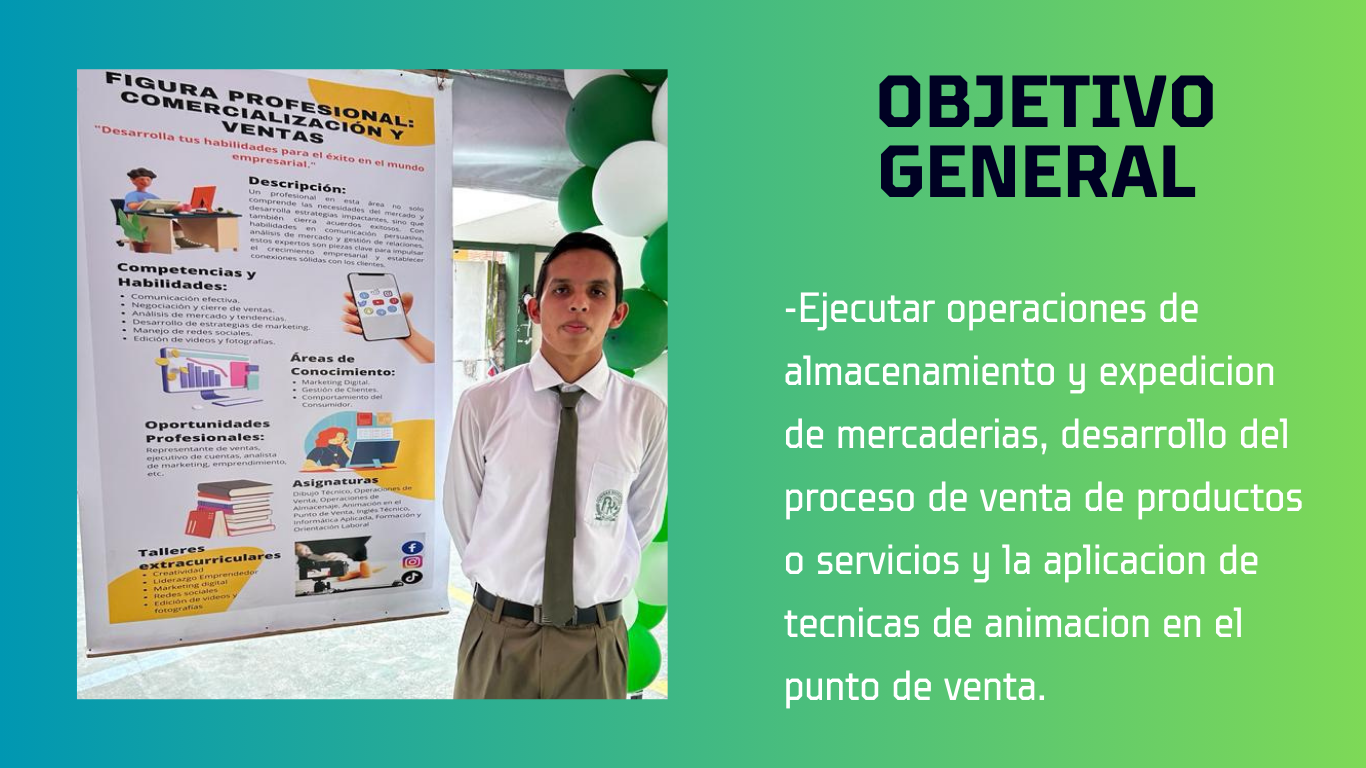 FIGURA PROFESIONAL:
COMERCIALIZACIÓN Y
VENTAS
"Desarrolla tus habilidades para el éxito en el mundo
empresarial."
Descripción:
Un profesional en esta área no solo
comprende las necesidades del mercado y
desarrolla estrategias impactantes, sino que
también cierra acuerdos exitosos. Con
habilidades en comunicación persuasiva,
análisis de mercado y gestión de relaciones,
estos expertos son piezas clave para impulsar
el crecimiento empresarial y establecer
conexiones sólidas con los clientes.
Competencias y
Habilidades:
• Comunicación efectiva.
• Negociación y cierre de ventas.
• Análisis de mercado y tendencias.
• Desarrollo de estrategias de marketing.
• Manejo de redes sociales.
• Edición de videos y fotografías.
Áreas de
Conocimiento:
• Marketing Digital.
• Gestión de Clientes.
• Comportamiento del
Consumidor.
Oportunidades
Profesionales:
Representante de ventas,
ejecutivo de cuentas, analista
de marketing, emprendimiento,
etc.
Asignaturas
Dibujo Técnico, Operaciones de
Venta, Operaciones de
Almacenaje, Animación en el
Punto de Venta, Inglés Técnico,
Informática Aplicada, Formación y
Orientación Laboral
Talleres
extracurriculares
• Creatividad
• Liderazgo Emprendedor
• Marketing digital
• Redes sociales
• Edición de videos y
fotografías
OBJETIVO
GENERAL
-Ejecutar operaciones de
almacenamiento y expedicion
de mercaderias, desarrollo del
proceso de venta de productos
o servicios y la aplicacion de
tecnicas de animacion en el
punto de venta.